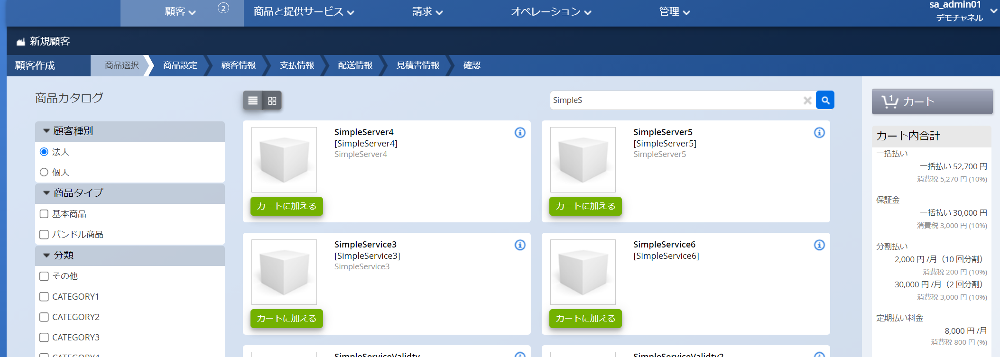 顧客
2
商品と提供サービス
請求
オペレーション
管理
sa_admin01
デモチャネル
新規顧客
顧客作成
商品選択
商品設定
顧客情報
支払情報
配送情報
見積書情報
確認
商品カタログ
顧客種別
法人
個人
商品タイプ
基本商品
バンドル商品
分類
その他
CATEGORY1
CATEGORY2
CATEGORY3
CATEGORY4
SimpleS
SimpleServer4
[SimpleServer4]
SimpleServer4
カートに加える
SimpleServer5
[SimpleServer5]
SimpleServer5
カートに加える
SimpleService3
[SimpleService3]
SimpleService3
カートに加える
SimpleService6
[SimpleService6]
カートに加える
SimpleServiceValidty
SimpleServiceValidty2
1
カート
カート内合計
一括払い
一括払い 52,700 円
消費税 5,270 円 (10%)
保証金
一括払い 30,000 円
消費税 3,000 円 (10%)
分割払い
2,000 円 /月（10 回分割）
消費税 200 円 (10%)
30,000 円 /月（2 回分割）
消費税 3,000 円 (10%)
定期払い料金
8,000 円 /月
消費税 800 円 (%)